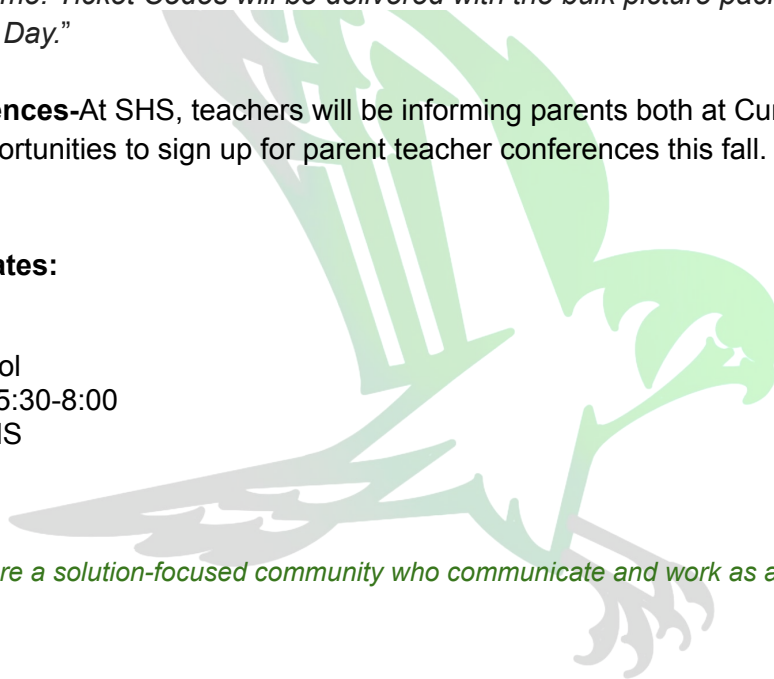 me. Ticket Codes will be delivered with the bulk picture pac
Day.”
ences-At SHS, teachers will be informing parents both at Cur
ortunities to sign up for parent teacher conferences this fall.
ates:
ol
5:30-8:00
IS
re a solution-focused community who communicate and work as a